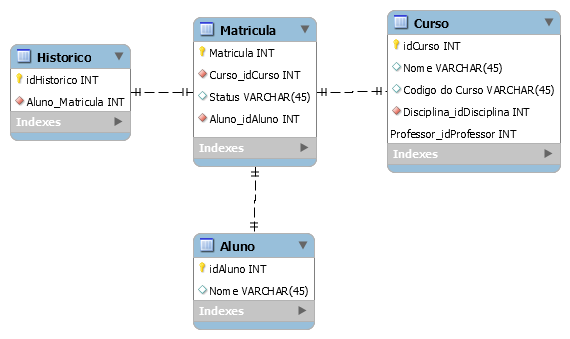 Historico
idHistorico INT
Aluno_Matricula INT
Indexes
Matricula
Matricula INT
Curso_idCurso INT
Status VARCHAR(45)
Aluno_idAluno INT
Indexes
Curso
idCurso INT
Nome VARCHAR(45)
Codigo do Curso VARCHAR(45)
Disciplina_idDisciplina INT
Professor_idProfessor INT
Indexes
Aluno
idAluno INT
Nome VARCHAR(45)
Indexes